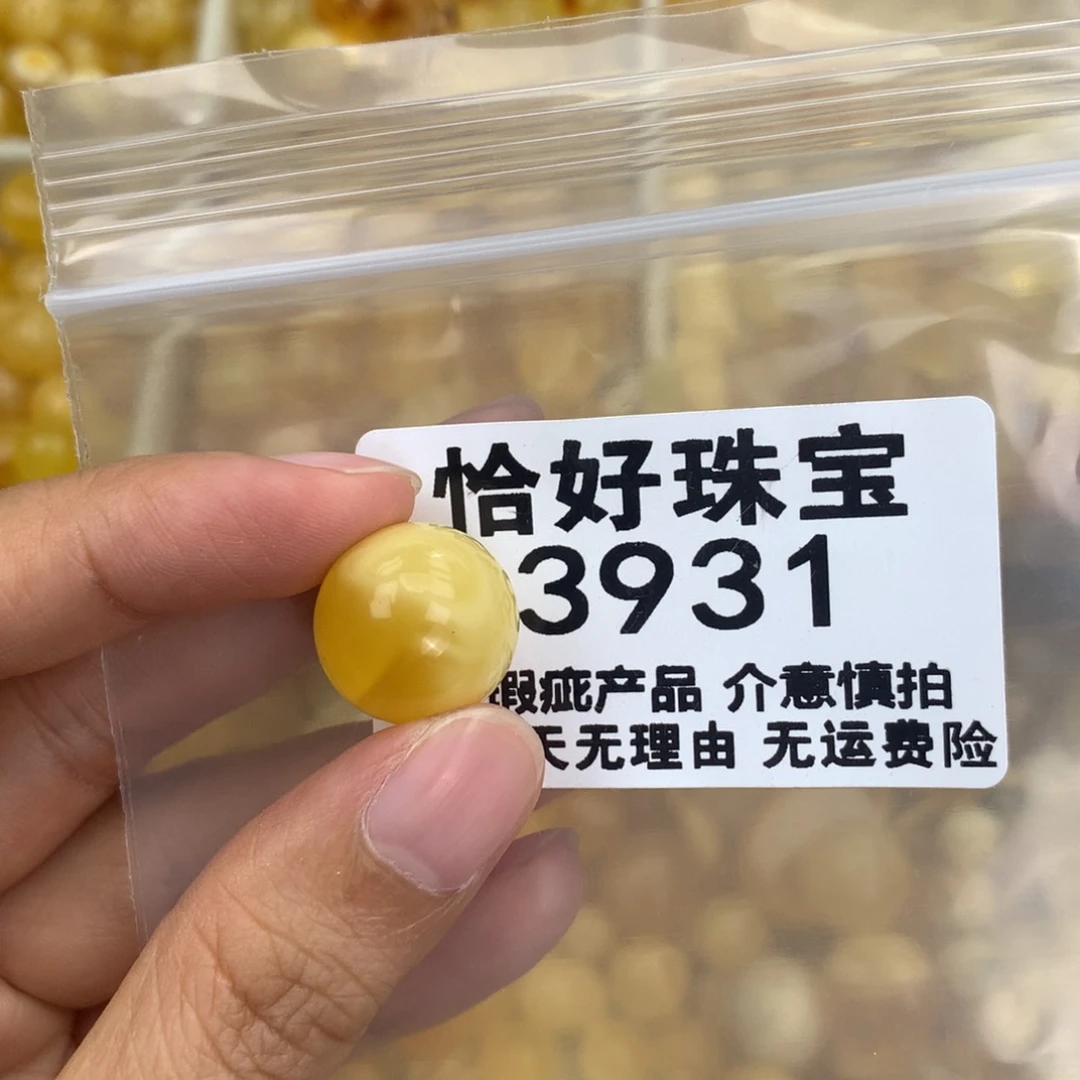 恰好珠宝
3931
瑕疵产品 介意慎拍
天无理由 无运费险